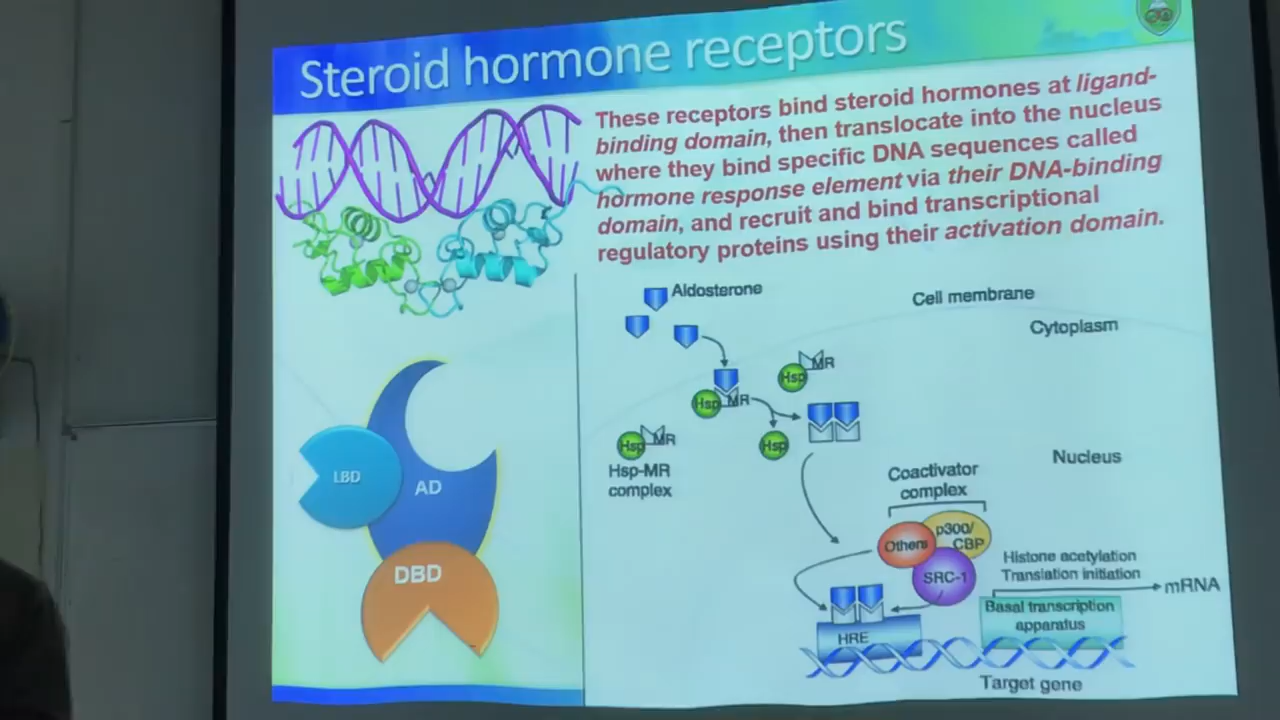 Steroid hormone receptors
These receptors bind steroid hormones at ligand-
binding domain, then translocate into the nucleus
where they bind specific DNA sequences called
hormone response element via their DNA-binding
domain, and recruit and bind transcriptional
regulatory proteins using their activation domain.
Aldosterone
Cell membrane
Cytoplasm
Hsp MR
Hsp MR
Hsp
Hsp MR
Hsp-MR
complex
Nucleus
Coactivator
complex
LBD
AD
DBD
Others
p300/
CBP
SRC-1
Histone acetylation
Translation initiation
mRNA
Basal transcription
apparatus
HRE
Target gene